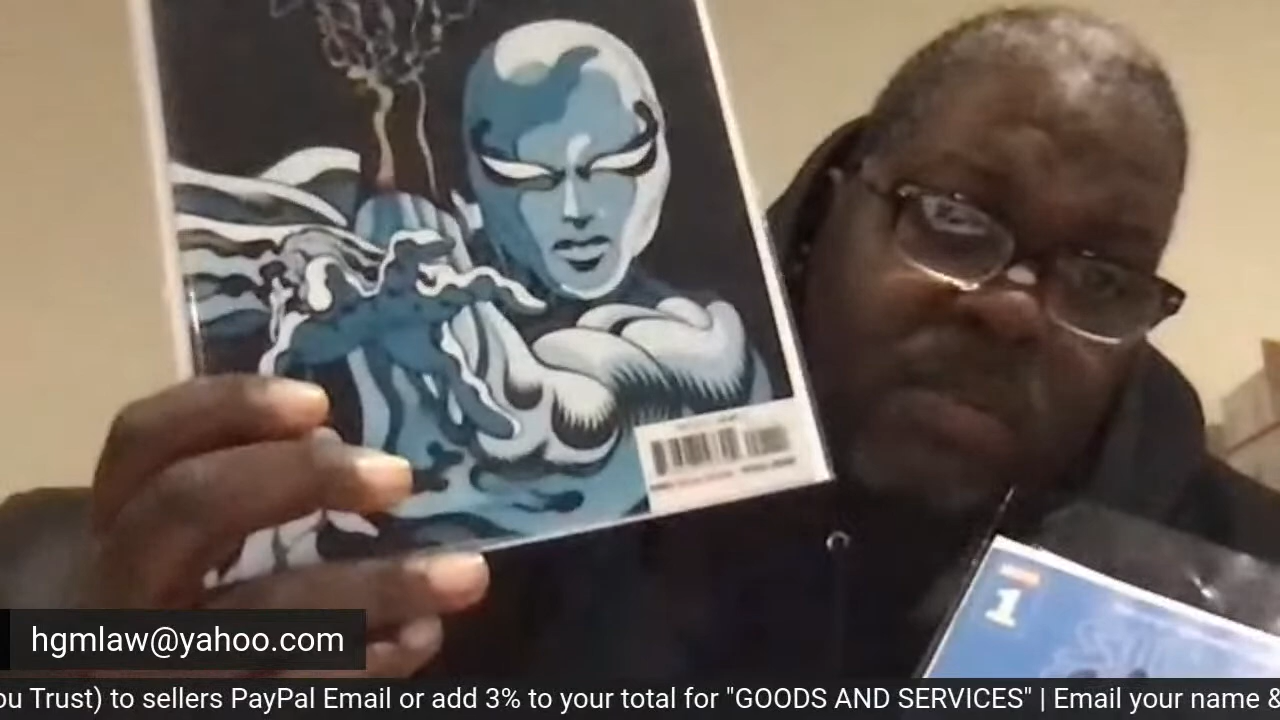 1
hgmlaw@yahoo.com
ou Trust) to sellers PayPal Email or add 3% to your total for "GOODS AND SERVICES" | Email your name &